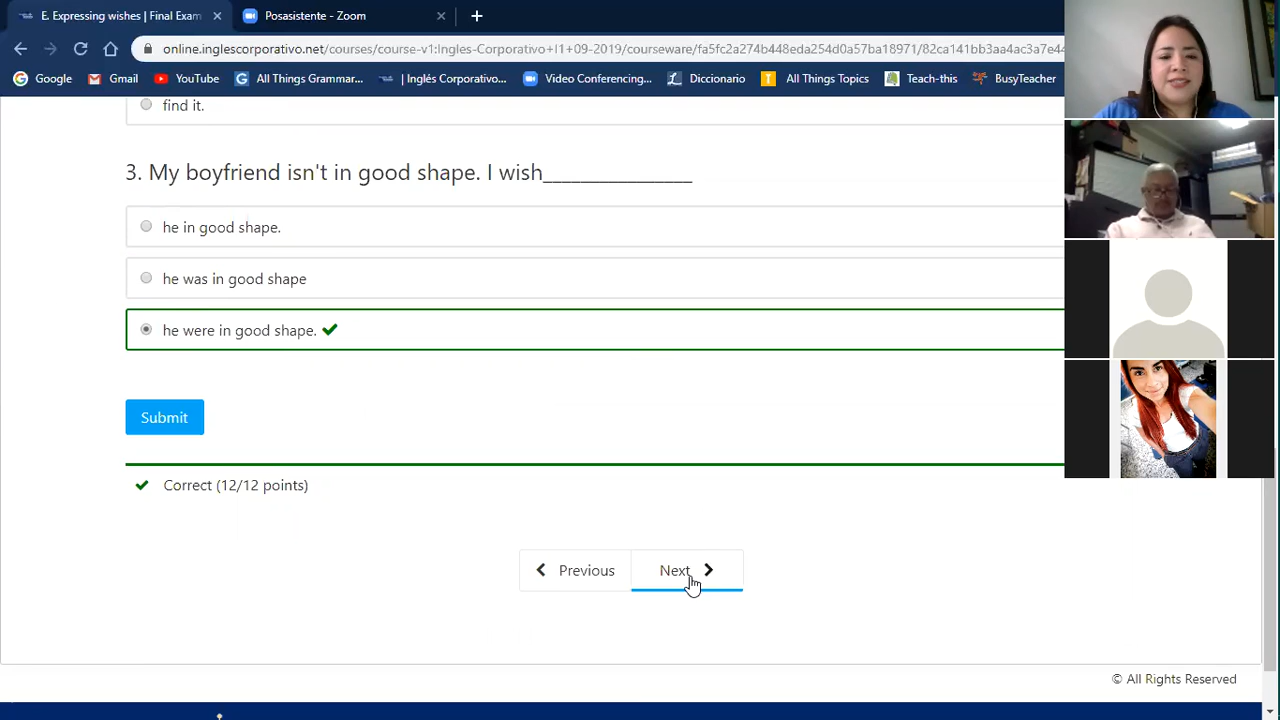 E. Expressing wishes | Final Exam
Posasistente - Zoom
online.inglescorporativo.net/courses/course-v1:Ingles-Corporativo+I1+09-2019/courseware/fa5fc2a274b448eda254d0c57ba18971/82ca141bb3aa4ac3a7e44
Google
Gmail
YouTube
All Things Grammar...
| Inglés Corporativo...
Video Conferencing...
Diccionario
All Things Topics
Teach-this
BusyTeacher
find it.
3. My boyfriend isn't in good shape. I wish_______________
he in good shape.
he was in good shape
he were in good shape.
Submit
Correct (12/12 points)
Previous
Next
© All Rights Reserved